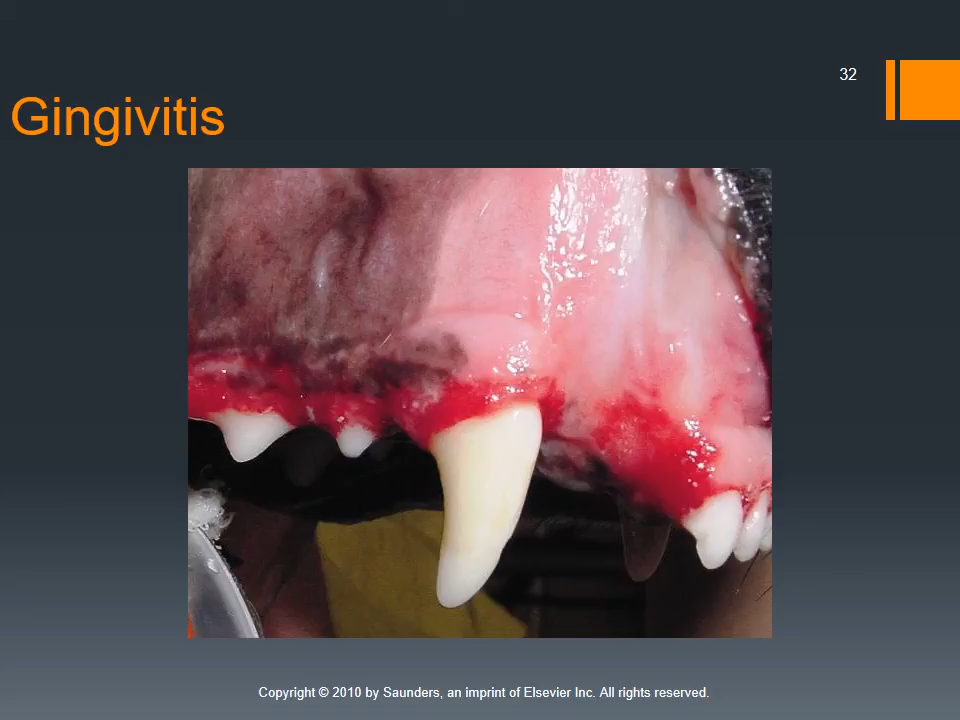 32
Gingivitis
Copyright © 2010 by Saunders, an imprint of Elsevier Inc. All rights reserved.